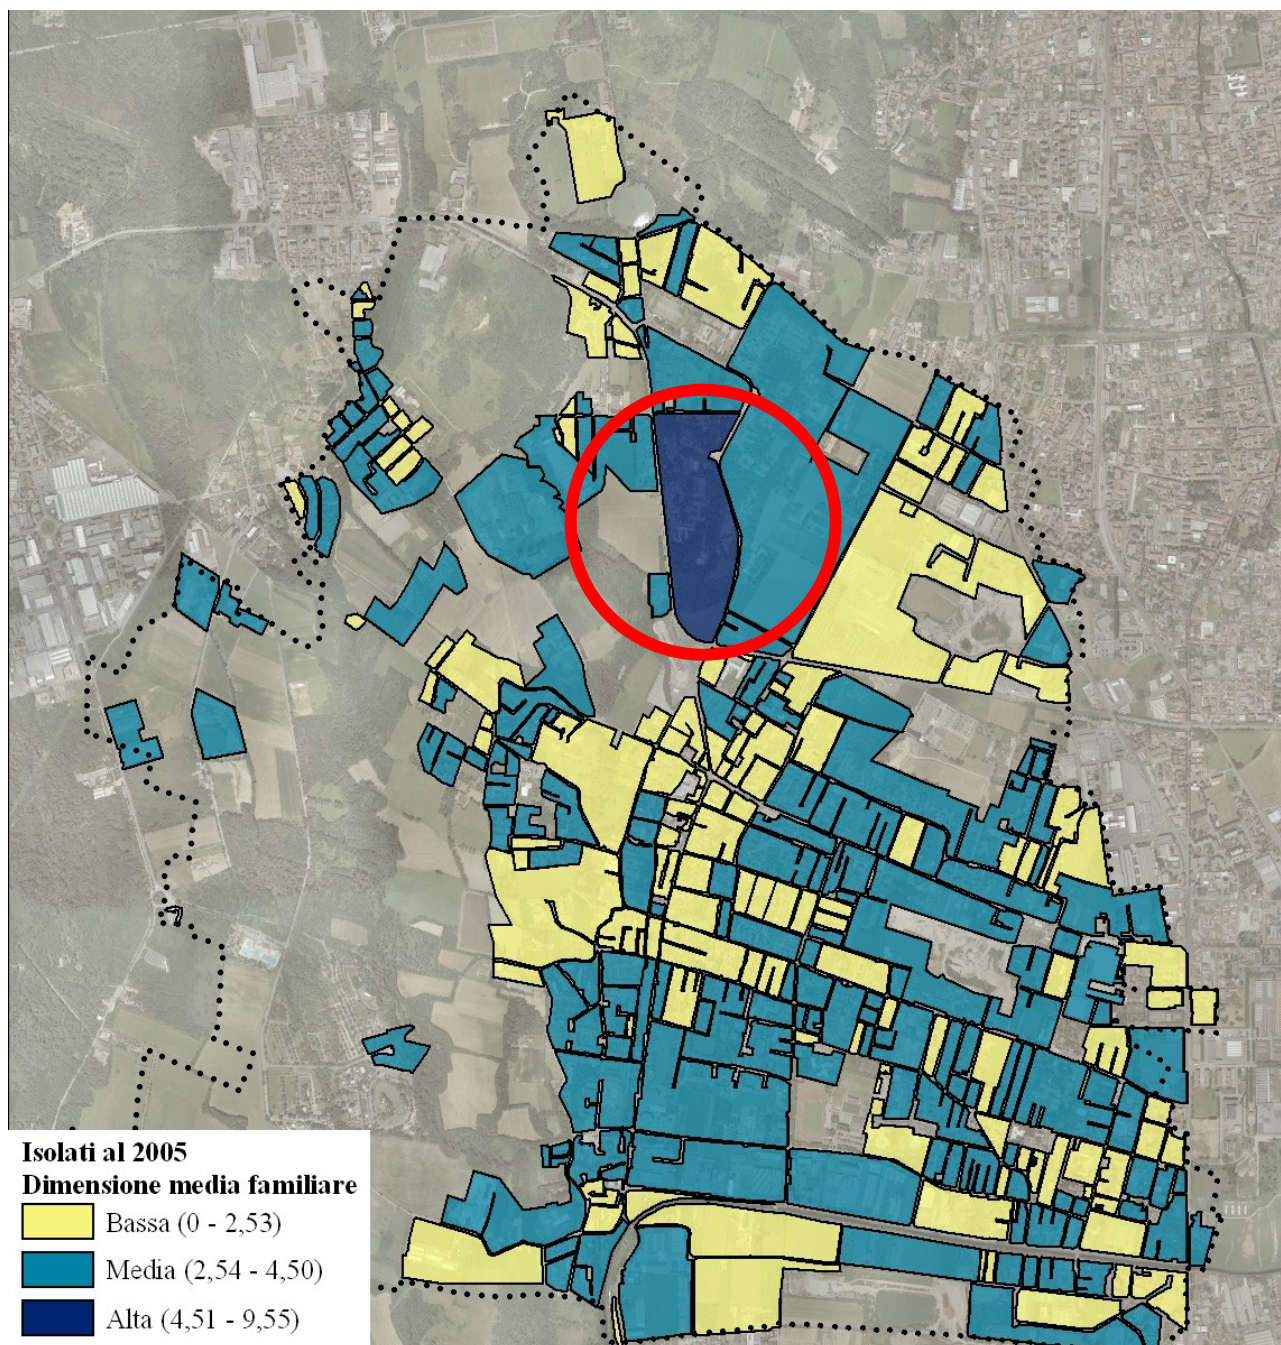 Isolati al 2005
Dimensione media familiare
Bassa (0 - 2,53)
Media (2,54 - 4,50)
Alta (4,51 - 9,55)